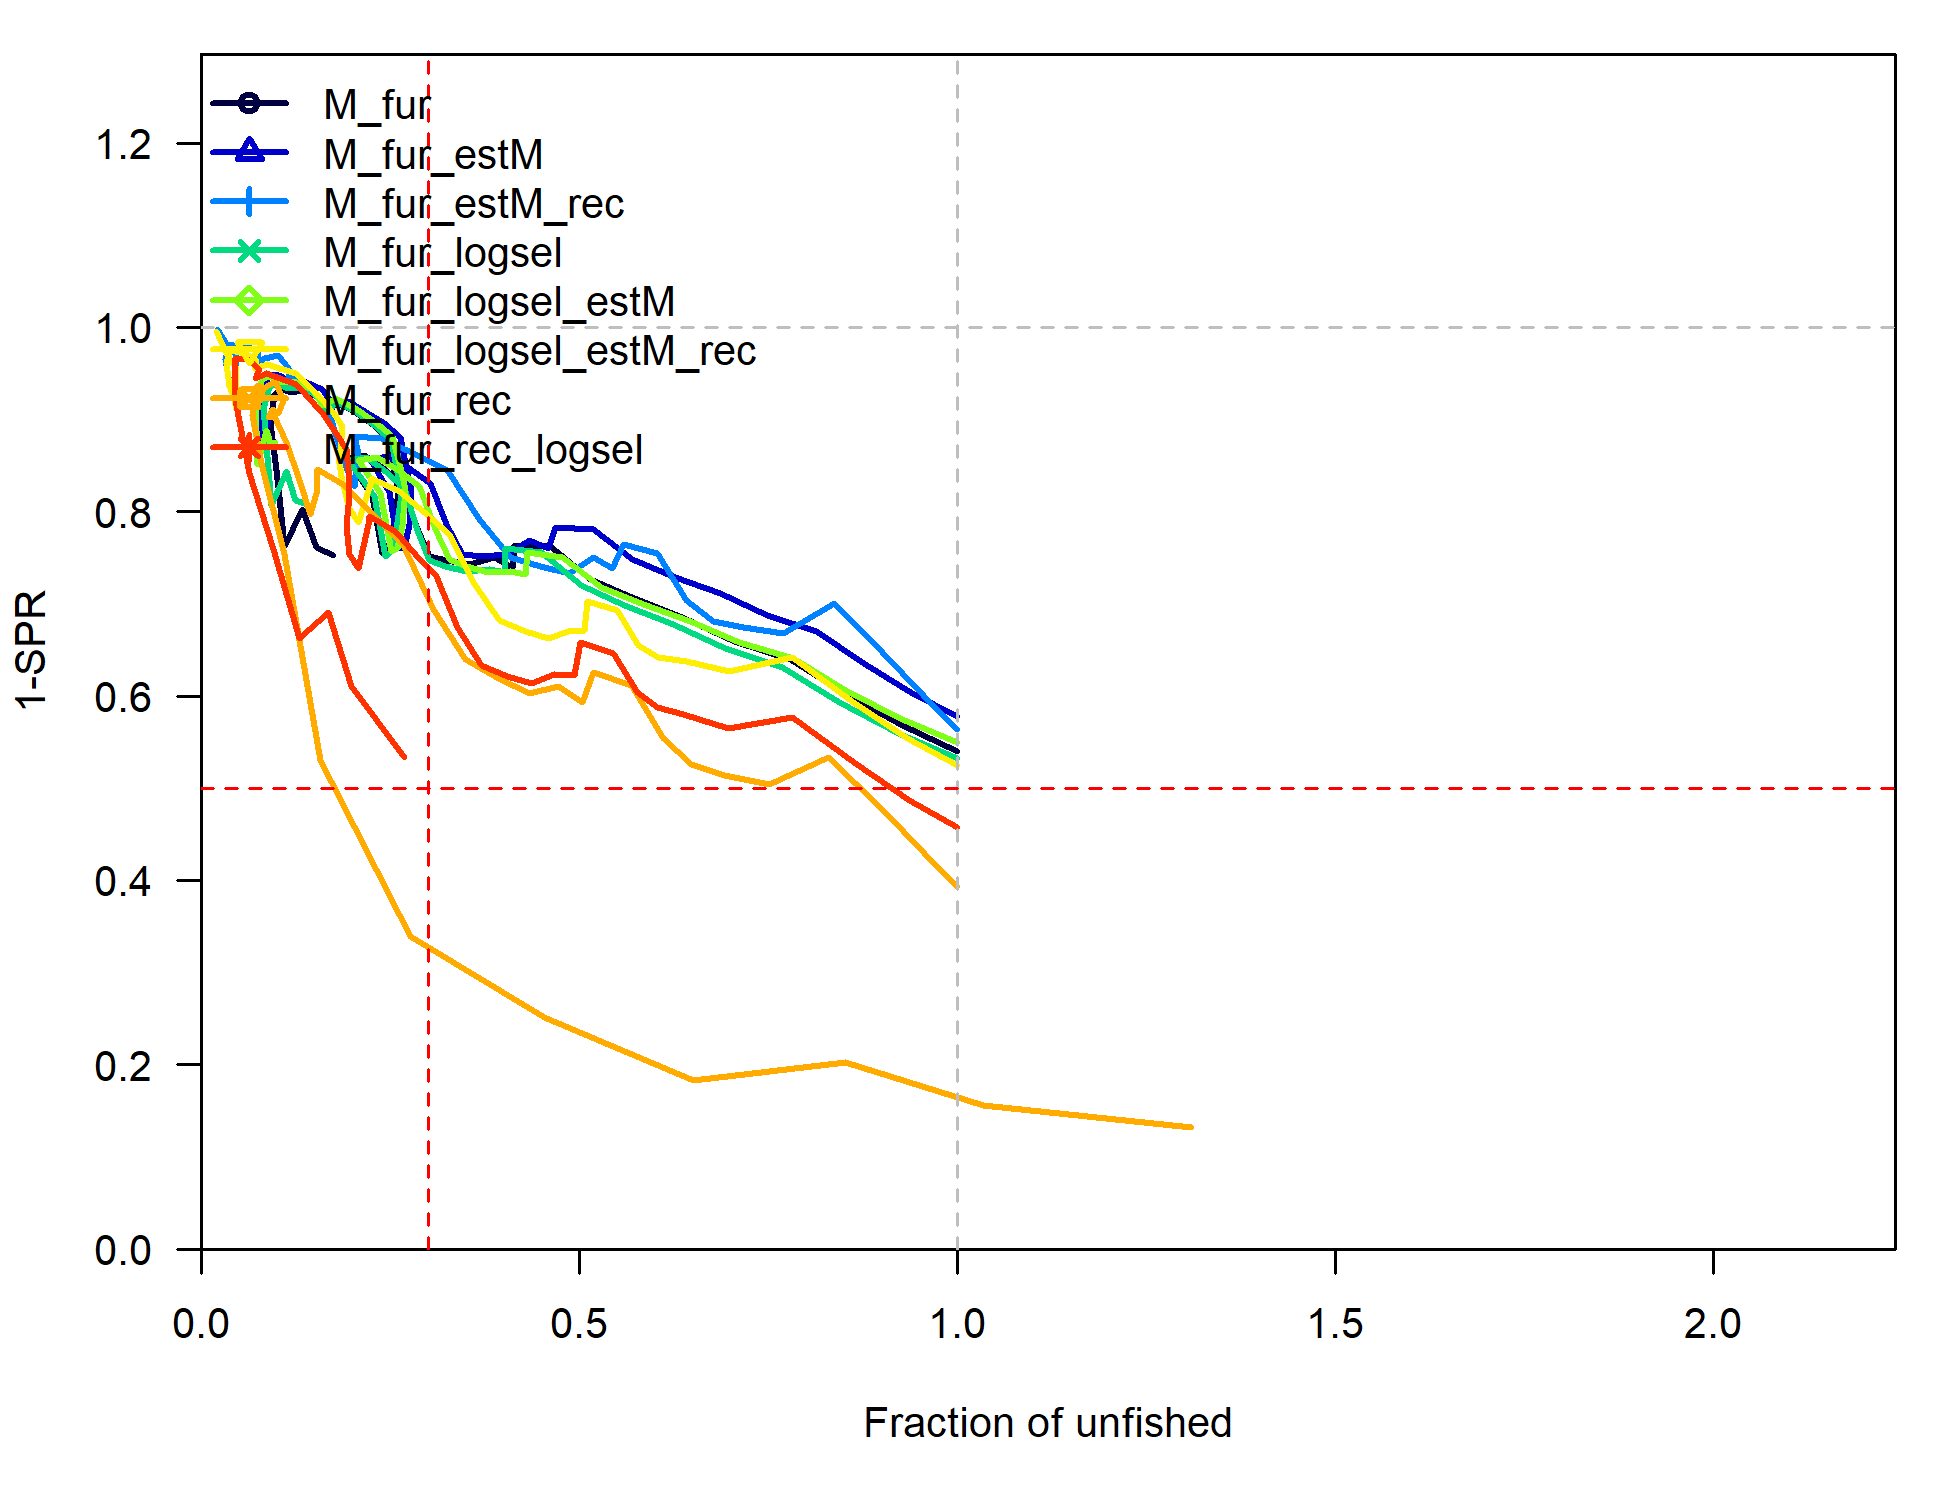 M_fur
M_fur_estM
M_fur_estM_rec
M_fur_logsel
M_fur_logsel_estM
M_fur_logsel_estM_rec
M_fur_rec
M_fur_rec_logsel
1.2
1.0
0.8
0.6
0.4
0.2
0.0
1-SPR
0.0 0.5 1.0 1.5 2.0
Fraction of unfished